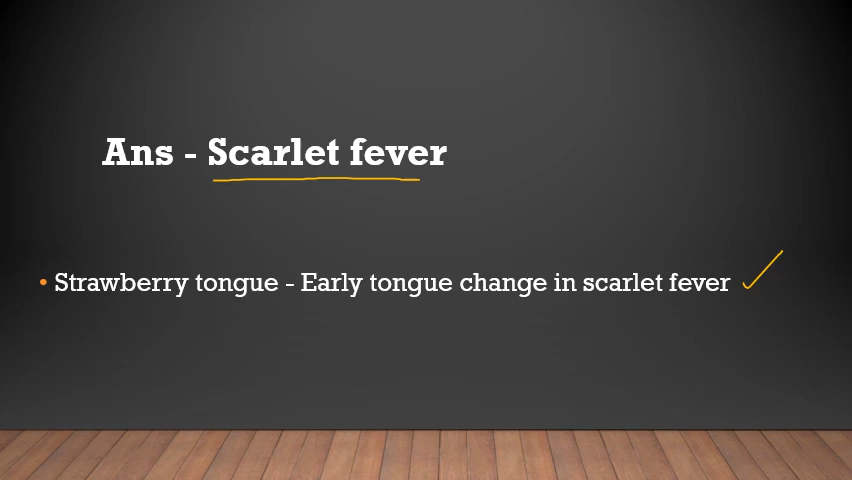 Ans - Scarlet fever
• Strawberry tongue - Early tongue change in scarlet fever